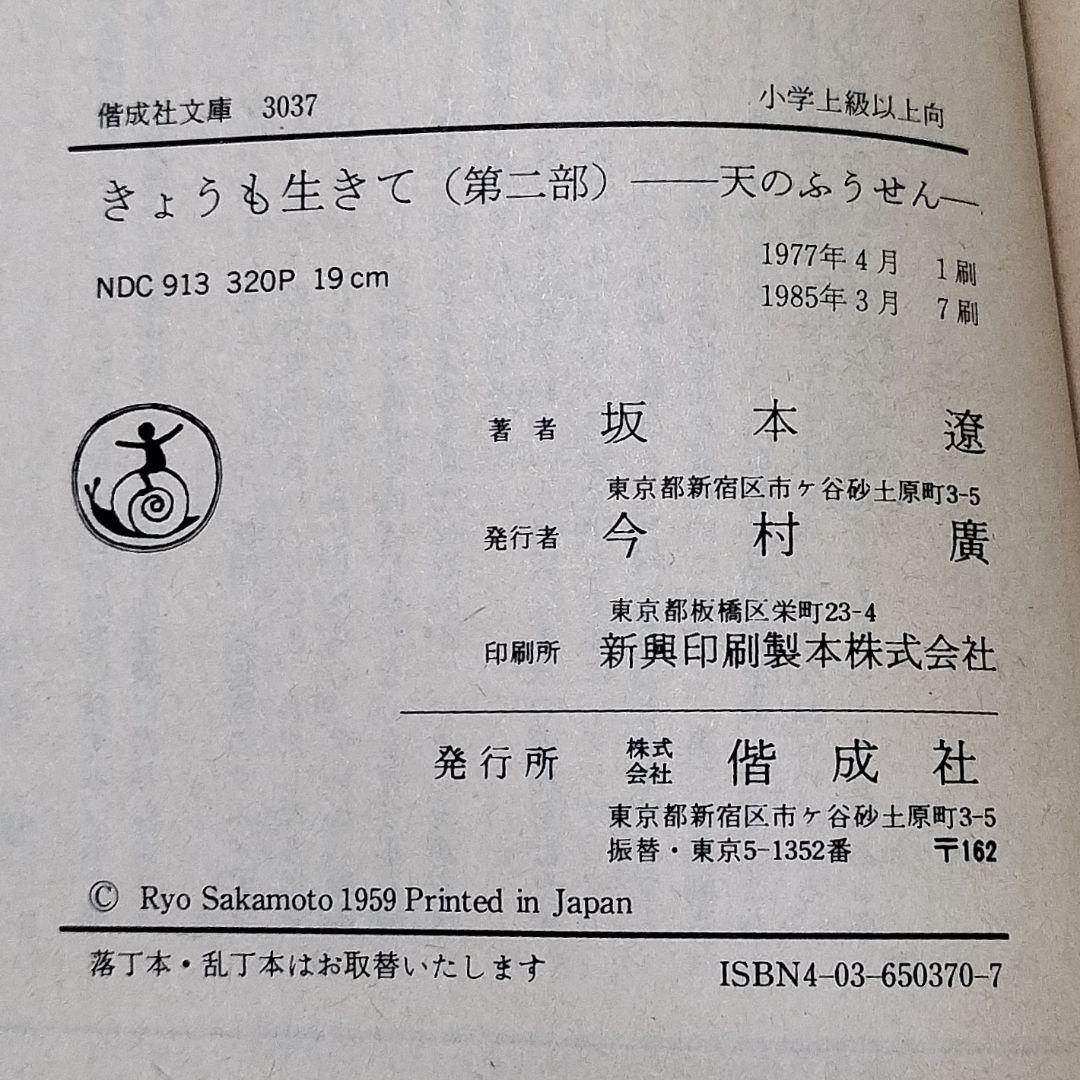 偕成社文庫 3037 小学上級以上向
きょうも生きて（第二部）――天のふうせん―
NDC 913 320P 19cm
1977年4月 1刷
1985年3月 7刷
著者 坂本遼
東京都新宿区市ケ谷砂土原町3-5
発行者 今村廣
東京都板橋区栄町23-4
印刷所 新興印刷製本株式会社
発行所 株式会社 偕成社
東京都新宿区市ケ谷砂土原町3-5
振替・東京5-1352番 〒162
© Ryo Sakamoto 1959 Printed in Japan
落丁本・乱丁本はお取替いたします ISBN4-03-650370-7